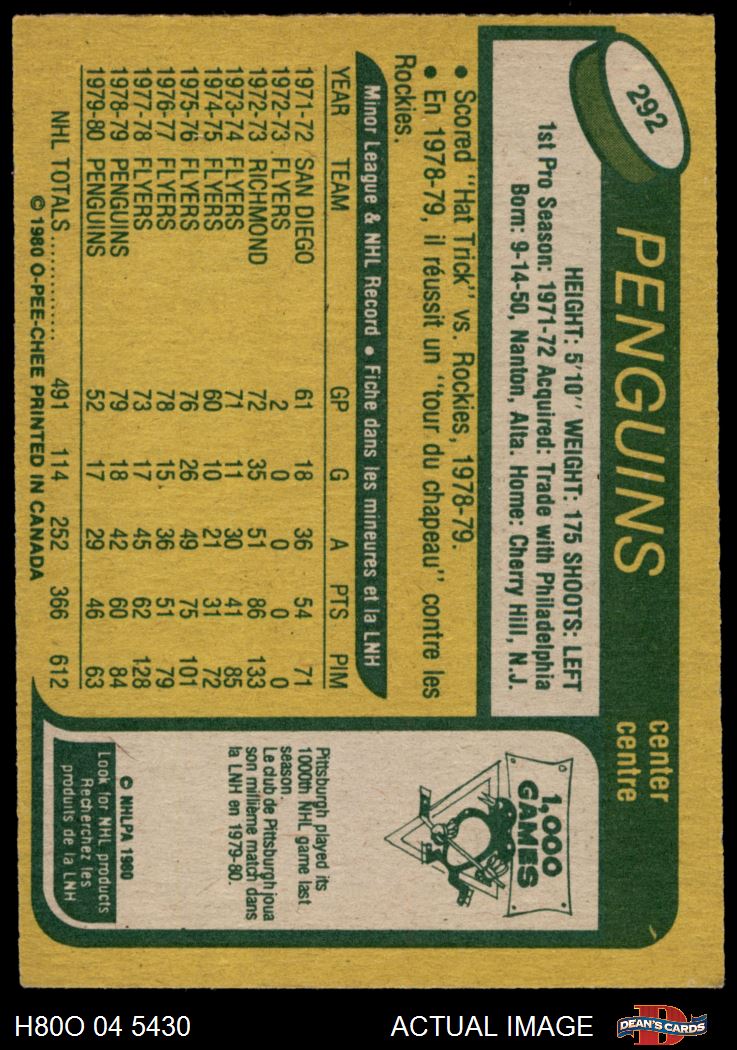 292
PENGUINS
center
centre
HEIGHT: 5'10" WEIGHT: 175 SHOOTS: LEFT
1st Pro Season: 1971-72 Acquired: Trade with Philadelphia
Born: 9-14-50, Nanton, Alta. Home: Cherry Hill, N.J.
• Scored "Hat Trick" vs. Rockies, 1978-79.
• En 1978-79, il réussit un "tour du chapeau" contre les
Rockies.
Minor League & NHL Record • Fiche dans les mineures et la LNH
YEAR TEAM GP G A PTS PIM
1971-72 SAN DIEGO 61 18 36 54 71
1972-73 FLYERS 2 0 0 0 0
1972-73 RICHMOND 72 35 51 86 133
1973-74 FLYERS 71 11 30 41 85
1974-75 FLYERS 60 10 21 31 72
1975-76 FLYERS 76 26 49 75 101
1976-77 FLYERS 78 15 36 51 79
1977-78 FLYERS 73 17 45 62 128
1978-79 PENGUINS 79 18 42 60 84
1979-80 PENGUINS 52 17 29 46 63
NHL TOTALS.............. 491 114 252 366 612
© 1980 O-PEE-CHEE PRINTED IN CANADA
1,000
GAMES
Pittsburgh played its
1000th NHL game last
season.
Le club de Pittsburgh joua
son millième match dans
la LNH en 1979-80.
© NHLPA 1980
Look for NHL products
Recherchez les
produits de la LNH
H80O 04 5430
ACTUAL IMAGE
D
DEAN'S CARDS